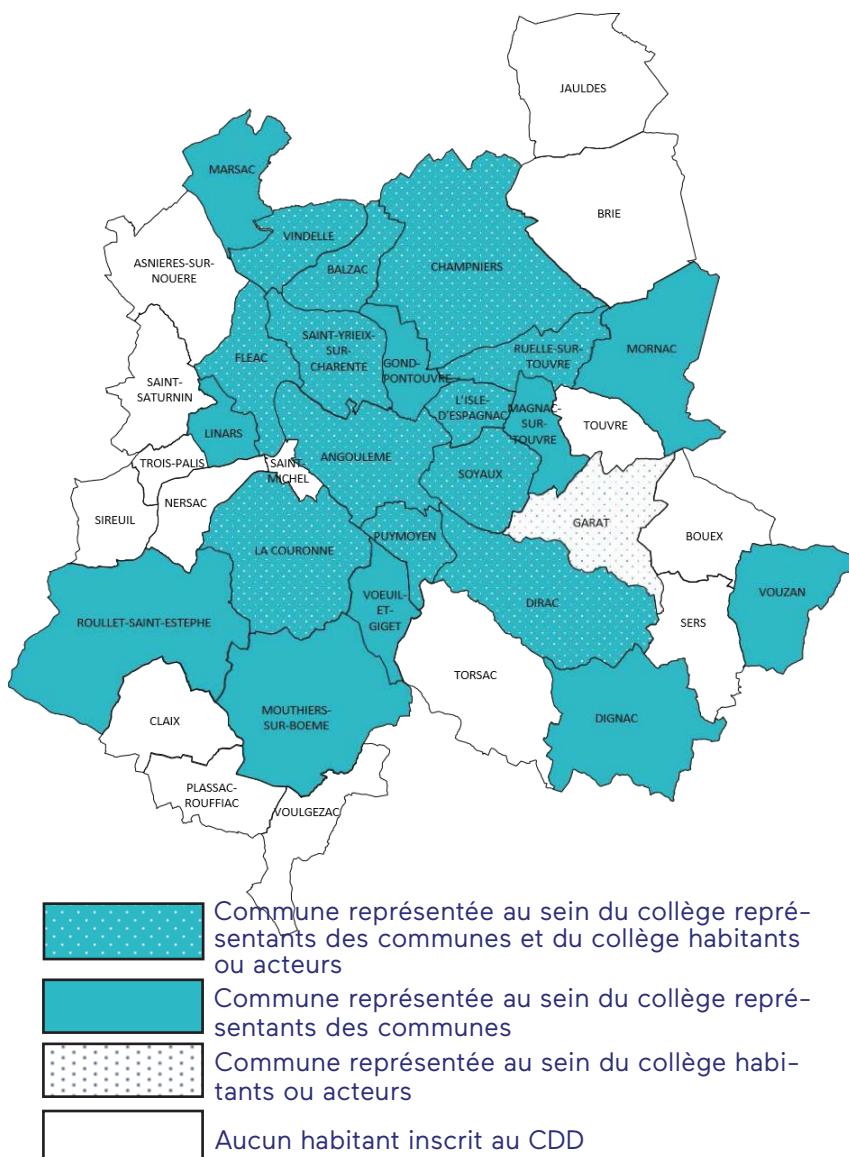 JAULDES
MARSAC
BRIE
VINDELLE
ASNIERES-SUR-
NOUERE
BALZAC
CHAMPNIERS
SAINT-YRIEIX-
SUR-
CHARENTE
RUELLE-SUR-
TOUVRE
MORNAC
FLEAC
GOND-
PONTOUVRE
SAINT-
SATURNIN
L'ISLE-
D'ESPAGNAC
MAGNAC-
SUR-
TOUVRE
TOUVRE
LINARS
ANGOULEME
TROIS-PALIS
SAINT-
MICHEL
SOYAUX
NERSAC
SIREUIL
GARAT
PUYMOYEN
BOUEX
LA COURONNE
VOEUIL-
ET-
GIGET
DIRAC
VOUZAN
ROULLET-SAINT-ESTEPHE
SERS
TORSAC
MOUTHIERS-
SUR-BOEME
CLAIX
DIGNAC
PLASSAC-
ROUFFIAC
VOULGEZAC
Commune représentée au sein du collège repré-
sentants des communes et du collège habitants
ou acteurs
Commune représentée au sein du collège repré-
sentants des communes
Commune représentée au sein du collège habi-
tants ou acteurs
Aucun habitant inscrit au CDD